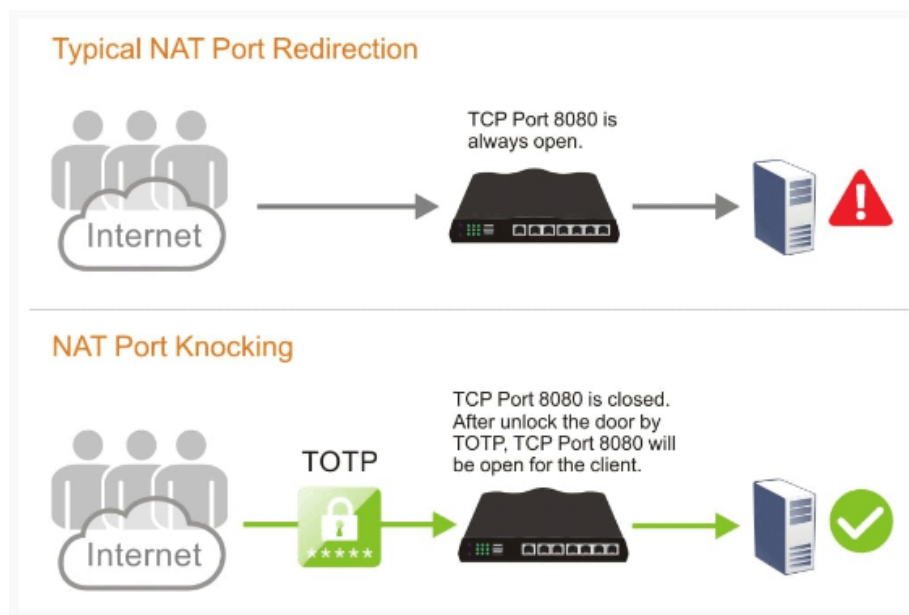 Typical NAT Port Redirection
TCP Port 8080 is
always open.
Internet
NAT Port Knocking
TCP Port 8080 is closed.
After unlock the door by
TOTP, TCP Port 8080 will
be open for the client.
TOTP
*****
Internet